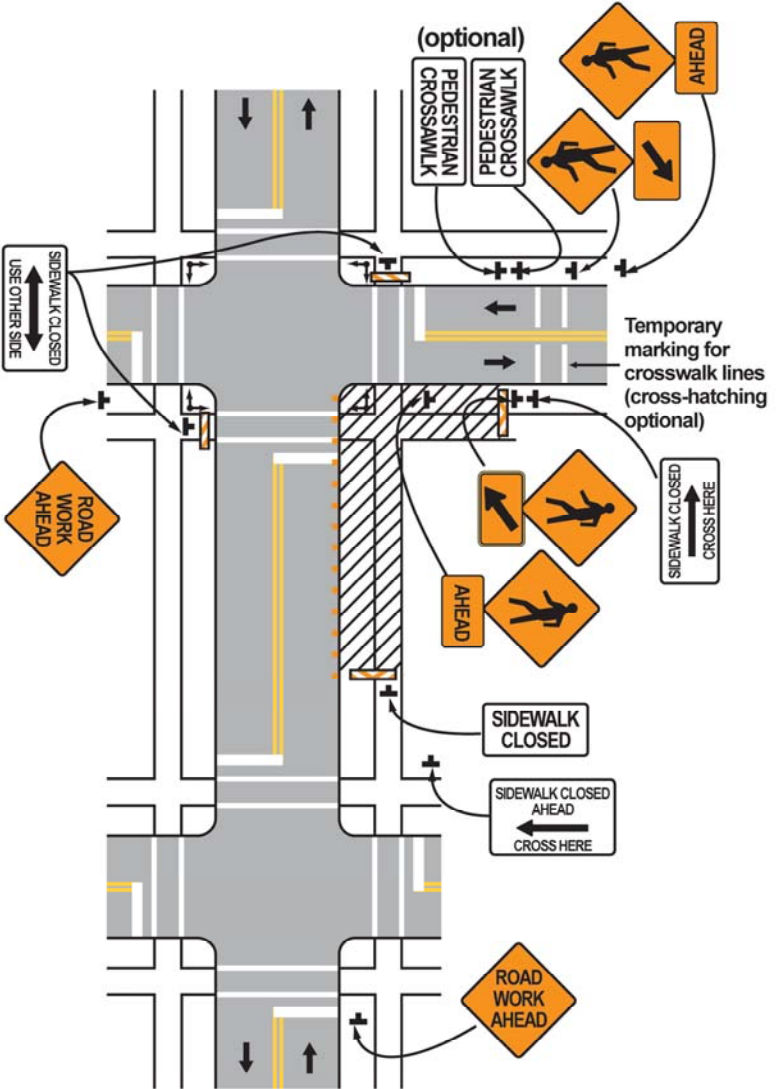 (optional)
PEDESTRIAN
CROSSAWLK
PEDESTRIAN
CROSSAWLK
AHEAD
SIDEWALK CLOSED
USE OTHER SIDE
Temporary
marking for
crosswalk lines
(cross-hatching
optional)
ROAD
WORK
AHEAD
SIDEWALK CLOSED
CROSS HERE
AHEAD
SIDEWALK
CLOSED
SIDEWALK CLOSED
AHEAD
CROSS HERE
ROAD
WORK
AHEAD